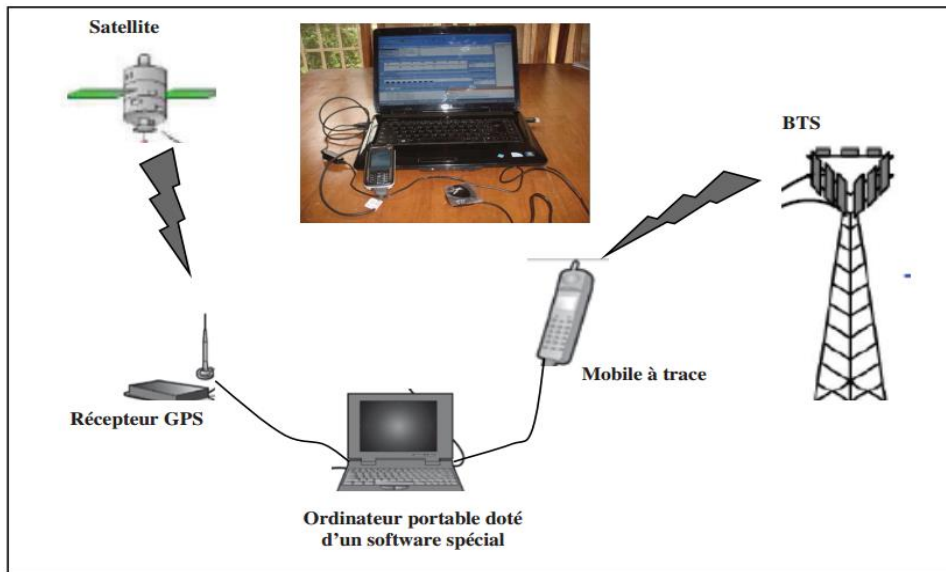 Satellite
BTS
Mobile à trace
Récepteur GPS
Ordinateur portable doté
d'un software spécial